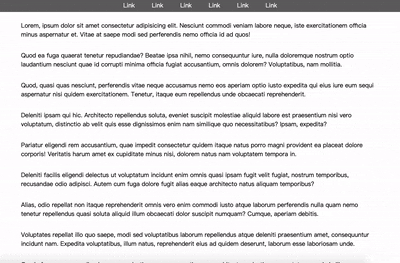 Link Link Link Link Link Link
Lorem, ipsum dolor sit amet consectetur adipisicing elit. Nesciunt commodi veniam labore neque, iste exercitationem officia
minus aspernatur et. Vitae at saepe modi sed perferendis nemo officia id ad quos!
Quod ea fuga quaerat tenetur repudiandae? Beatae ipsa nihil, nemo consequuntur iure, nulla doloremque nostrum optio
laudantium nesciunt quae id corrupti minima officia fugiat accusantium, omnis dolorem? Voluptatibus, nam mollitia.
Quod, quasi quas nesciunt, perferendis vitae neque accusamus nemo eos aperiam optio iusto expedita qui eius iure eum sequi
aspernatur nisi quidem exercitationem. Tenetur, itaque eum repellendus unde obcaecati reprehenderit.
Deleniti ipsam qui hic. Architecto repellendus soluta, eveniet suscipit molestiae aliquid labore est praesentium nisi vero
voluptatum, distinctio ab velit quis esse dignissimos enim nam similique quo necessitatibus? Ipsam, expedita?
Pariatur eligendi rem accusantium, quae impedit consectetur quidem itaque natus porro magni provident ea placeat dolore
corporis! Veritatis harum amet ex cupiditate minus nisi, dolorem natus nam voluptatem tempora in.
Deleniti facilis eligendi delectus ut voluptatum incidunt enim omnis quasi ipsam fugit velit fugiat, nostrum temporibus,
recusandae odio adipisci. Autem cum fuga dolore fugit alias eaque architecto natus aliquam temporibus?
Alias, odio repellat non itaque reprehenderit omnis vero enim commodi iusto atque laborum perferendis nulla quam nemo
tenetur repellendus quasi soluta aliquid illum obcaecati dolor suscipit numquam? Cumque, aperiam debitis.
Voluptates repellat illo quo saepe, modi sed voluptatibus laborum repellendus atque deleniti praesentium amet, consequuntur
incidunt nam. Expedita voluptatibus, illum natus, reprehenderit eius ad quidem deserunt, laborum esse laboriosam unde.